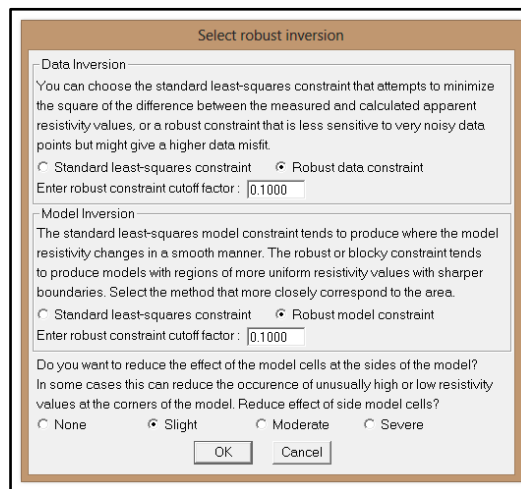 Select robust inversion
Data Inversion
You can choose the standard least-squares constraint that attempts to minimize
the square of the difference between the measured and calculated apparent
resistivity values, or a robust constraint that is less sensitive to very noisy data
points but might give a higher data misfit.
Standard least-squares constraint Robust data constraint
Enter robust constraint cutoff factor : 0.1000
Model Inversion
The standard least-squares model constraint tends to produce where the model
resistivity changes in a smooth manner. The robust or blocky constraint tends
to produce models with regions of more uniform resistivity values with sharper
boundaries. Select the method that more closely correspond to the area.
Standard least-squares constraint Robust model constraint
Enter robust constraint cutoff factor : 0.1000
Do you want to reduce the effect of the model cells at the sides of the model?
In some cases this can reduce the occurence of unusually high or low resistivity
values at the corners of the model. Reduce effect of side model cells?
None Slight Moderate Severe
OK Cancel